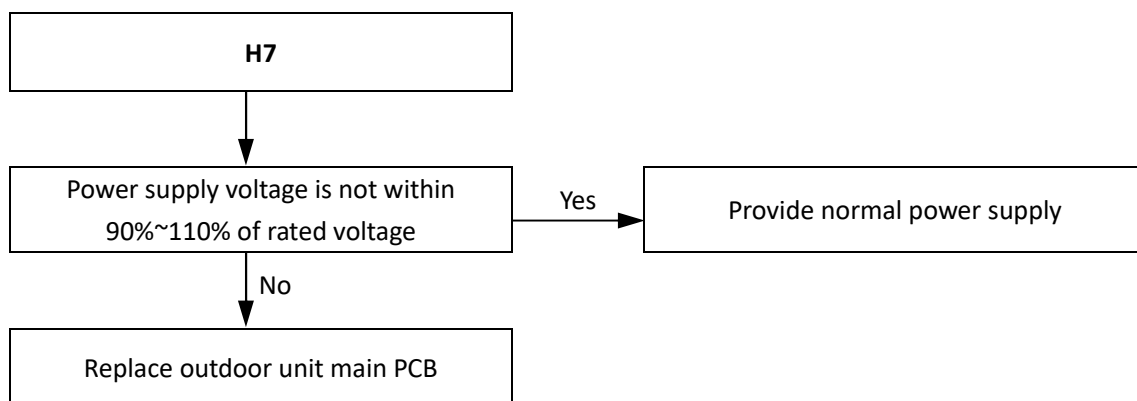 H7
Power supply voltage is not within
90%~110% of rated voltage
Yes
Provide normal power supply
No
Replace outdoor unit main PCB